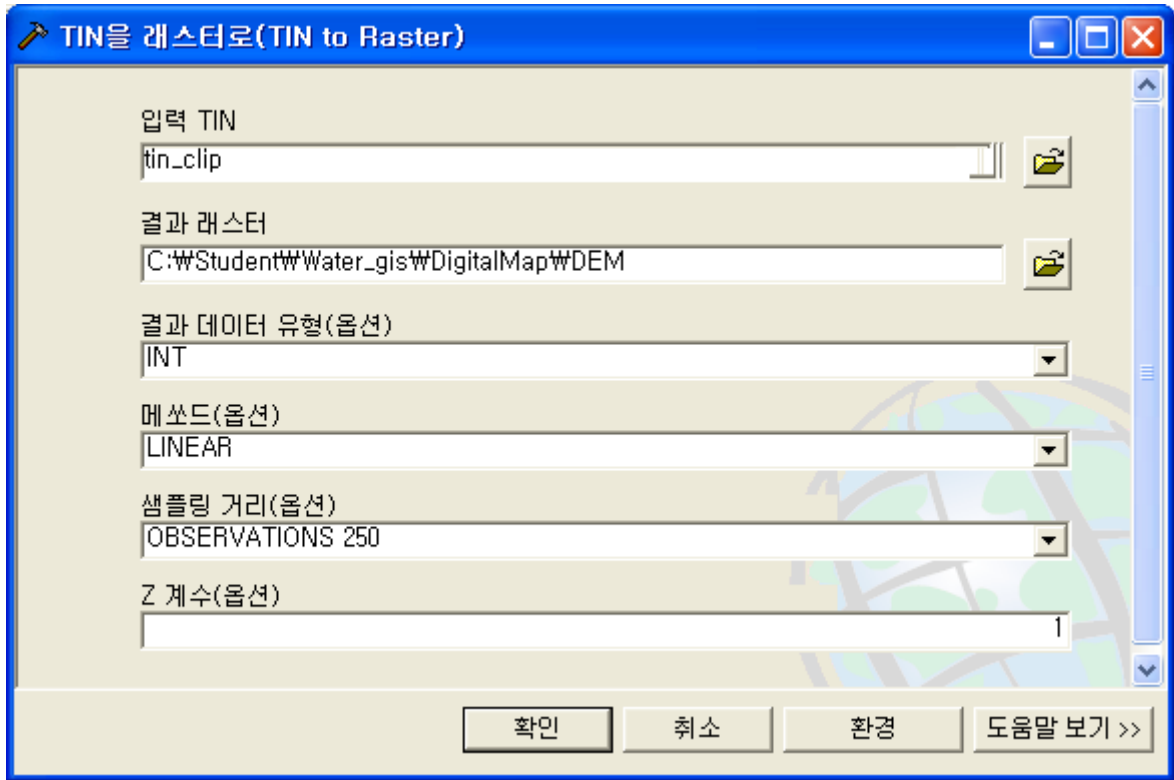 TIN을 래스터로(TIN to Raster)
입력 TIN
tin_clip
결과 래스터
C:₩Student₩Water_gis₩DigitalMap₩DEM
결과 데이터 유형(옵션)
INT
메쏘드(옵션)
LINEAR
샘플링 거리(옵션)
OBSERVATIONS 250
Z 계수(옵션)
1
확인 취소 환경 도움말 보기 >>